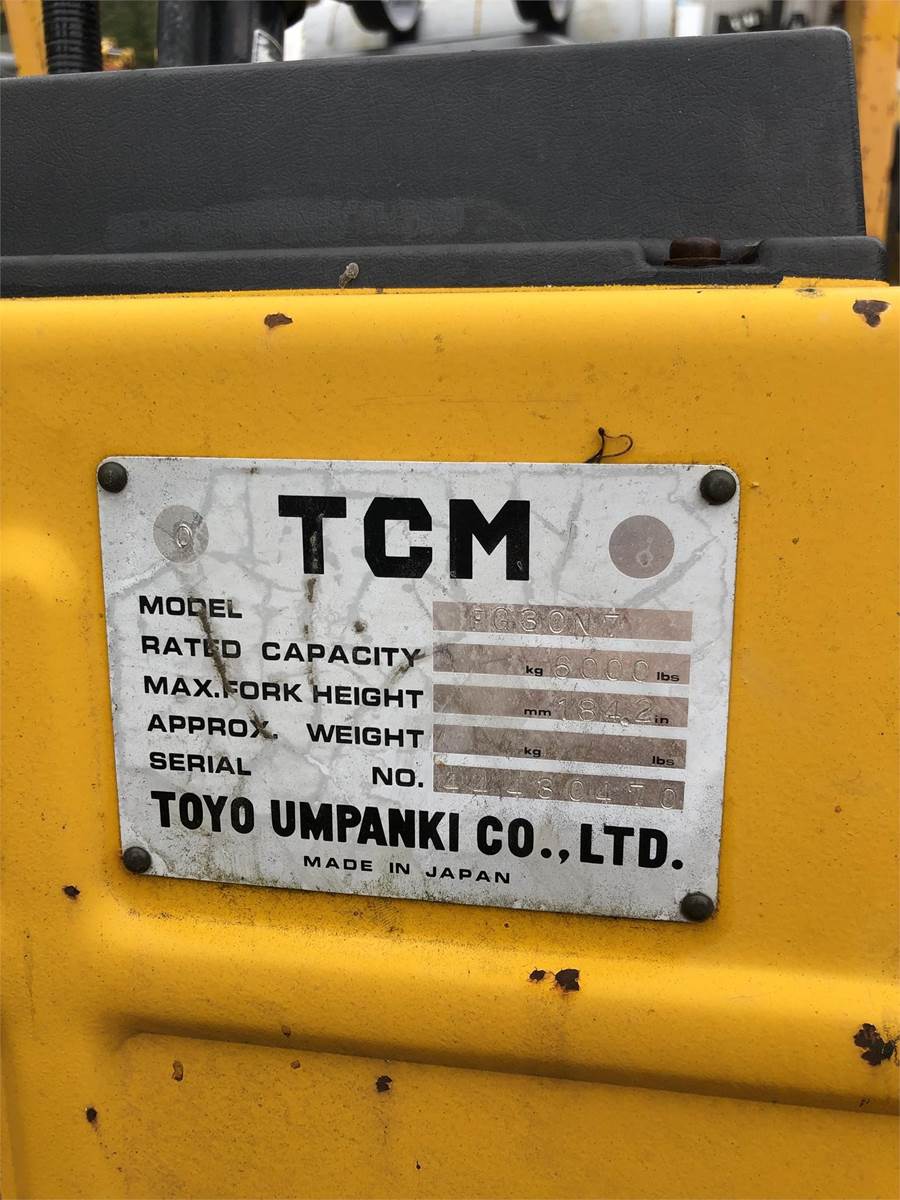 TCM
MODEL FG30N7
RATED CAPACITY kg 6000 lbs
MAX. FORK HEIGHT mm 184.2 in
APPROX. WEIGHT kg lbs
SERIAL NO.
TOYO UMPANKI CO., LTD.
MADE IN JAPAN